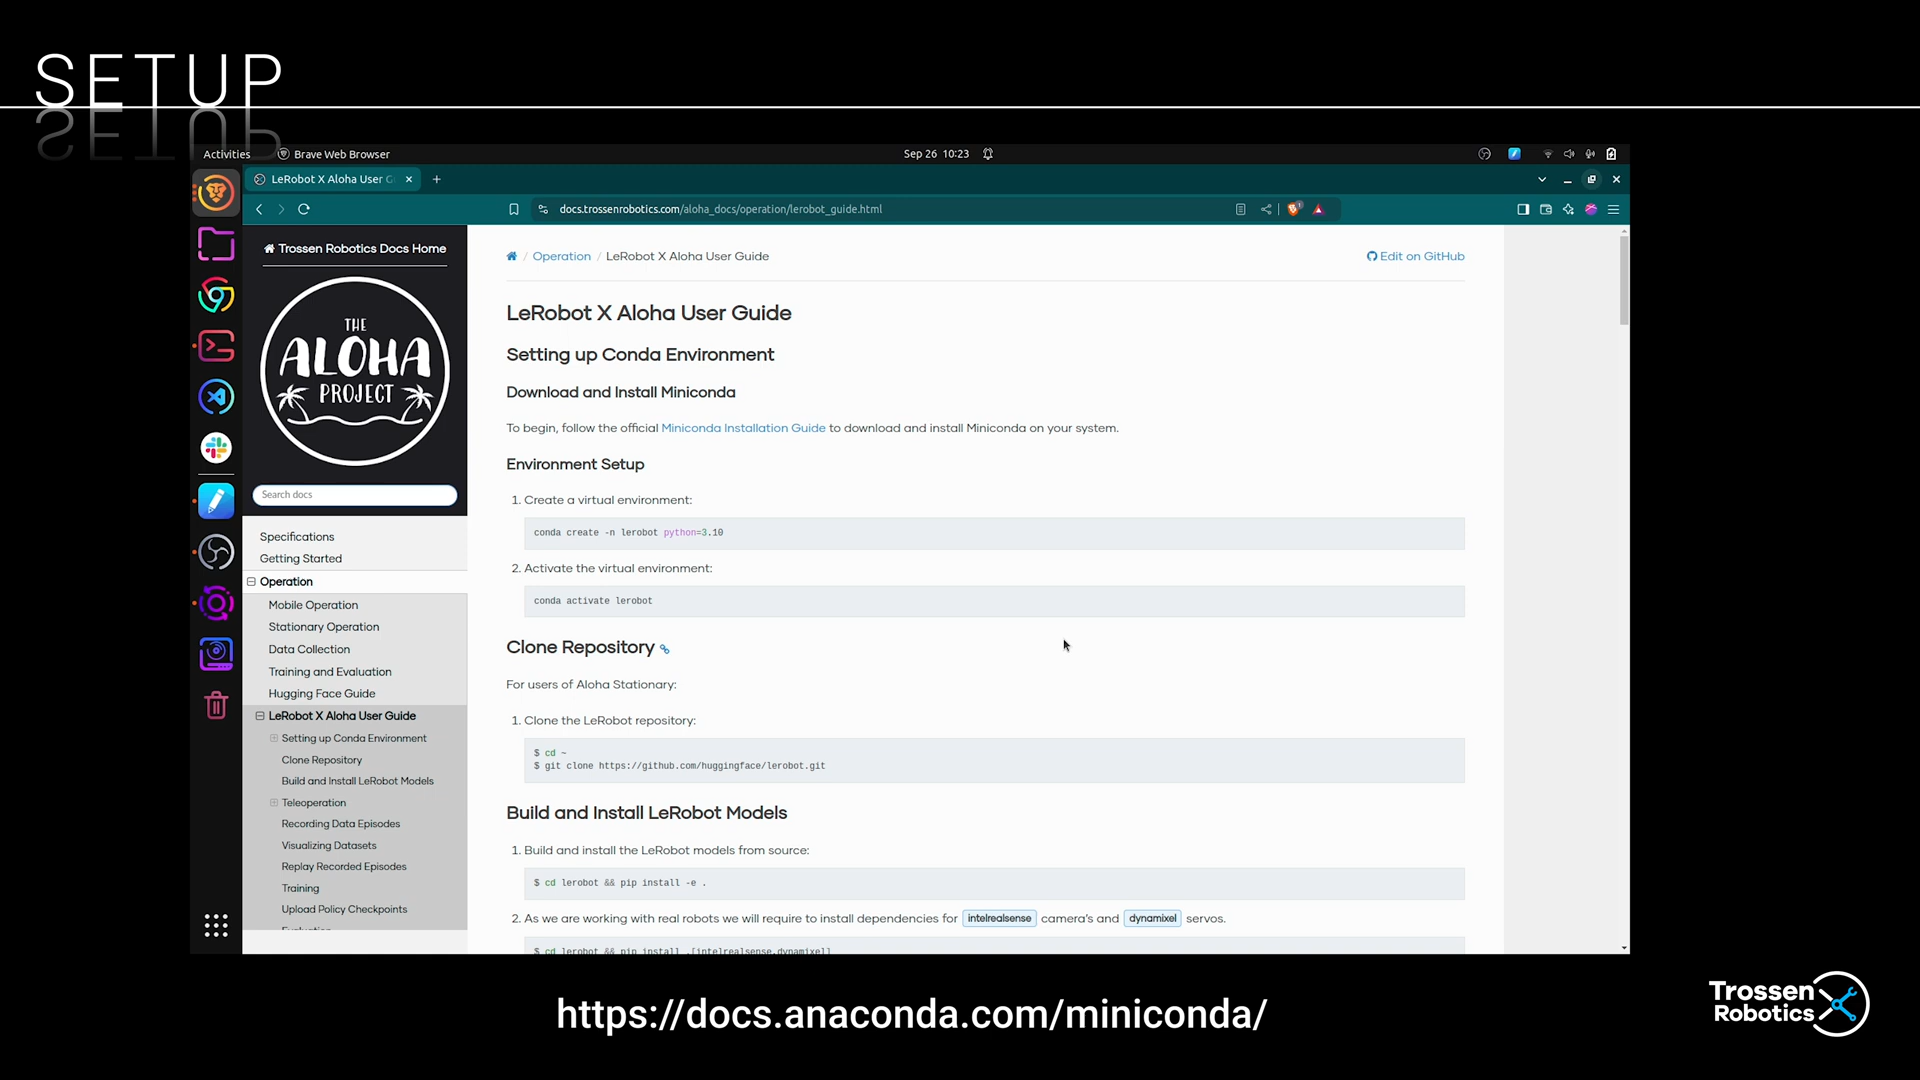 SETUP
Activities
Brave Web Browser
Sep 26 10:23
LeRobot X Aloha User G
docs.trossenrobotics.com/aloha_docs/operation/lerobot_guide.html
Trossen Robotics Docs Home
THE
ALOHA
PROJECT
Search docs
Specifications
Getting Started
Operation
Mobile Operation
Stationary Operation
Data Collection
Training and Evaluation
Hugging Face Guide
LeRobot X Aloha User Guide
Setting up Conda Environment
Clone Repository
Build and Install LeRobot Models
Teleoperation
Recording Data Episodes
Visualizing Datasets
Replay Recorded Episodes
Training
Upload Policy Checkpoints
/ Operation / LeRobot X Aloha User Guide
Edit on GitHub
LeRobot X Aloha User Guide
Setting up Conda Environment
Download and Install Miniconda
To begin, follow the official Miniconda Installation Guide to download and install Miniconda on your system.
Environment Setup
1. Create a virtual environment:
conda create -n lerobot python=3.10
2. Activate the virtual environment:
conda activate lerobot
Clone Repository
For users of Aloha Stationary:
1. Clone the LeRobot repository:
$ cd ~
$ git clone https://github.com/huggingface/lerobot.git
Build and Install LeRobot Models
1. Build and install the LeRobot models from source:
$ cd lerobot && pip install -e .
2. As we are working with real robots we will require to install dependencies for intelrealsense camera's and dynamixel servos.
$ cd lerobot && pip install .[intelrealsense,dynamixel]
https://docs.anaconda.com/miniconda/
Trossen
Robotics